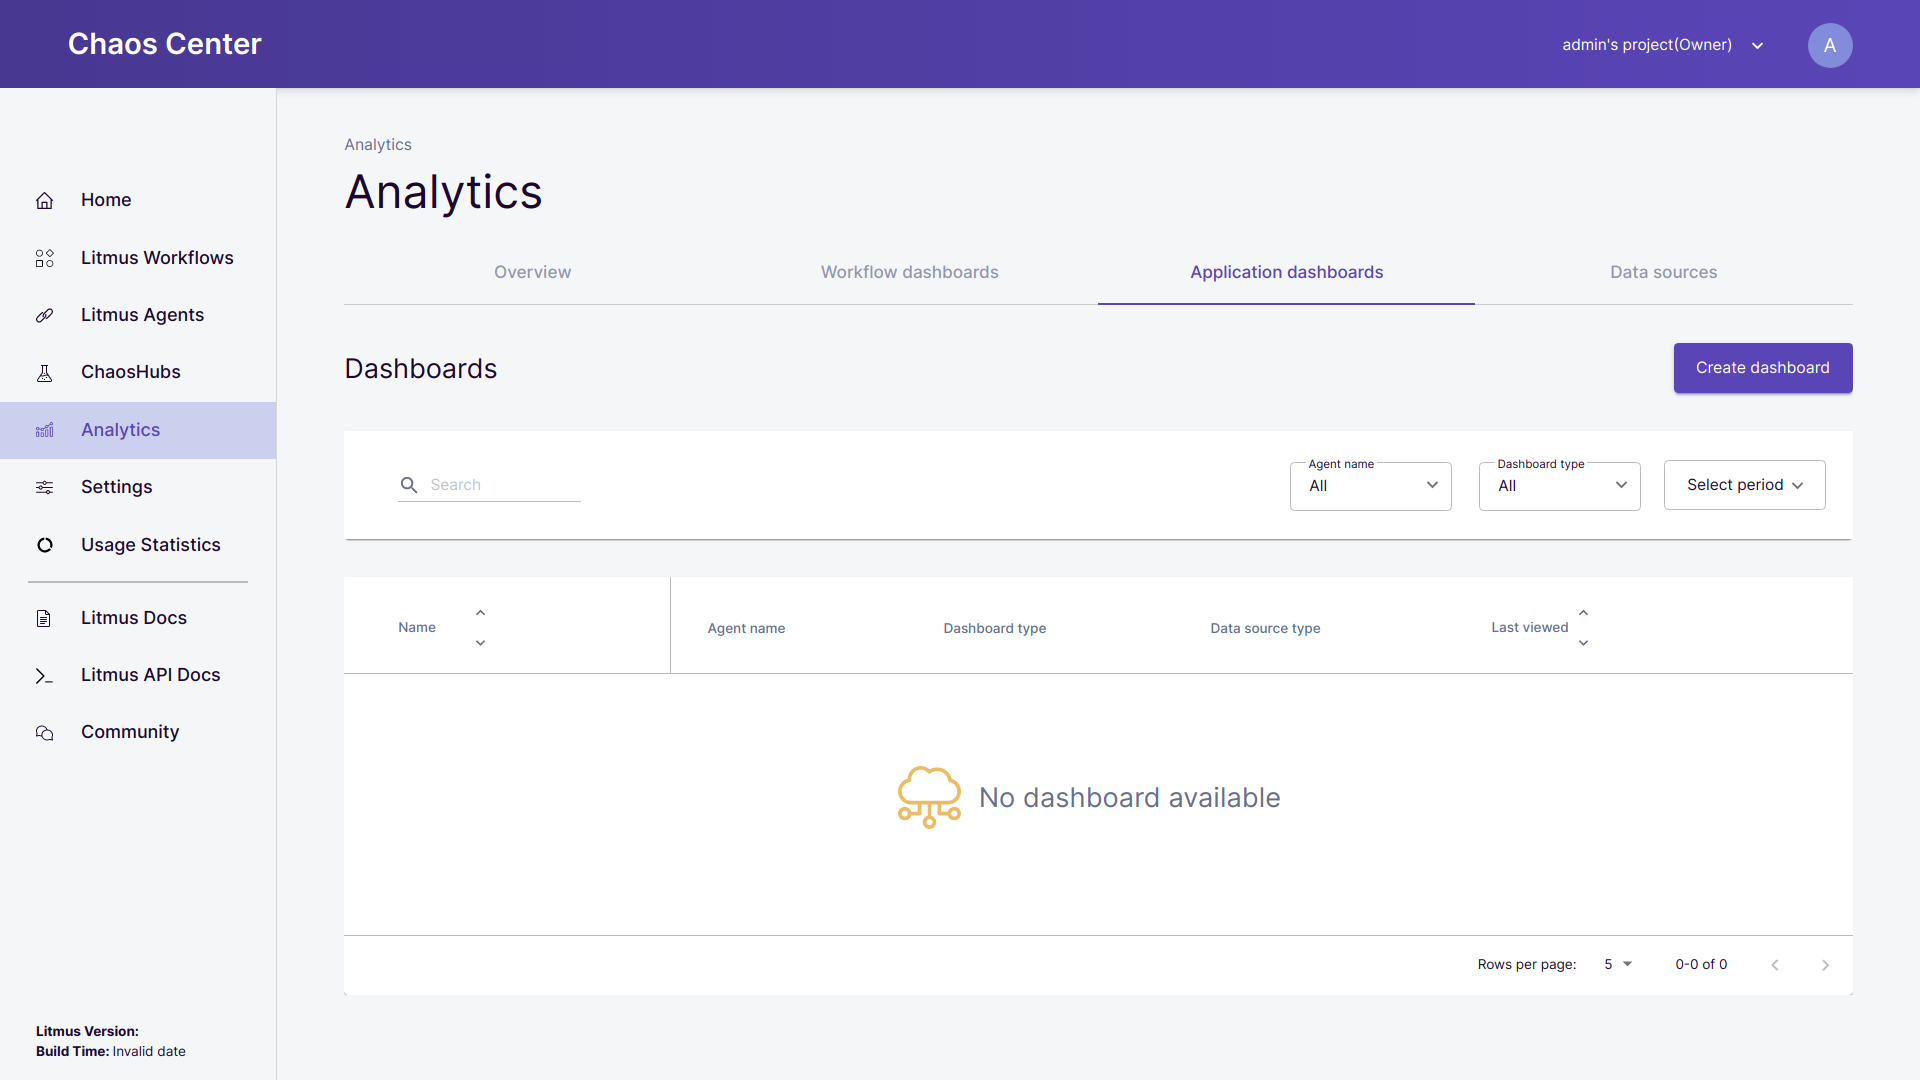 Chaos Center
admin's project(Owner)
A
Home
Litmus Workflows
Litmus Agents
ChaosHubs
Analytics
Settings
Usage Statistics
Litmus Docs
Litmus API Docs
Community
Litmus Version:
Build Time: Invalid date
Analytics
Analytics
Overview
Workflow dashboards
Application dashboards
Data sources
Dashboards
Create dashboard
Search
Agent name
All
Dashboard type
All
Select period
Name
Agent name
Dashboard type
Data source type
Last viewed
No dashboard available
Rows per page: 5
0-0 of 0